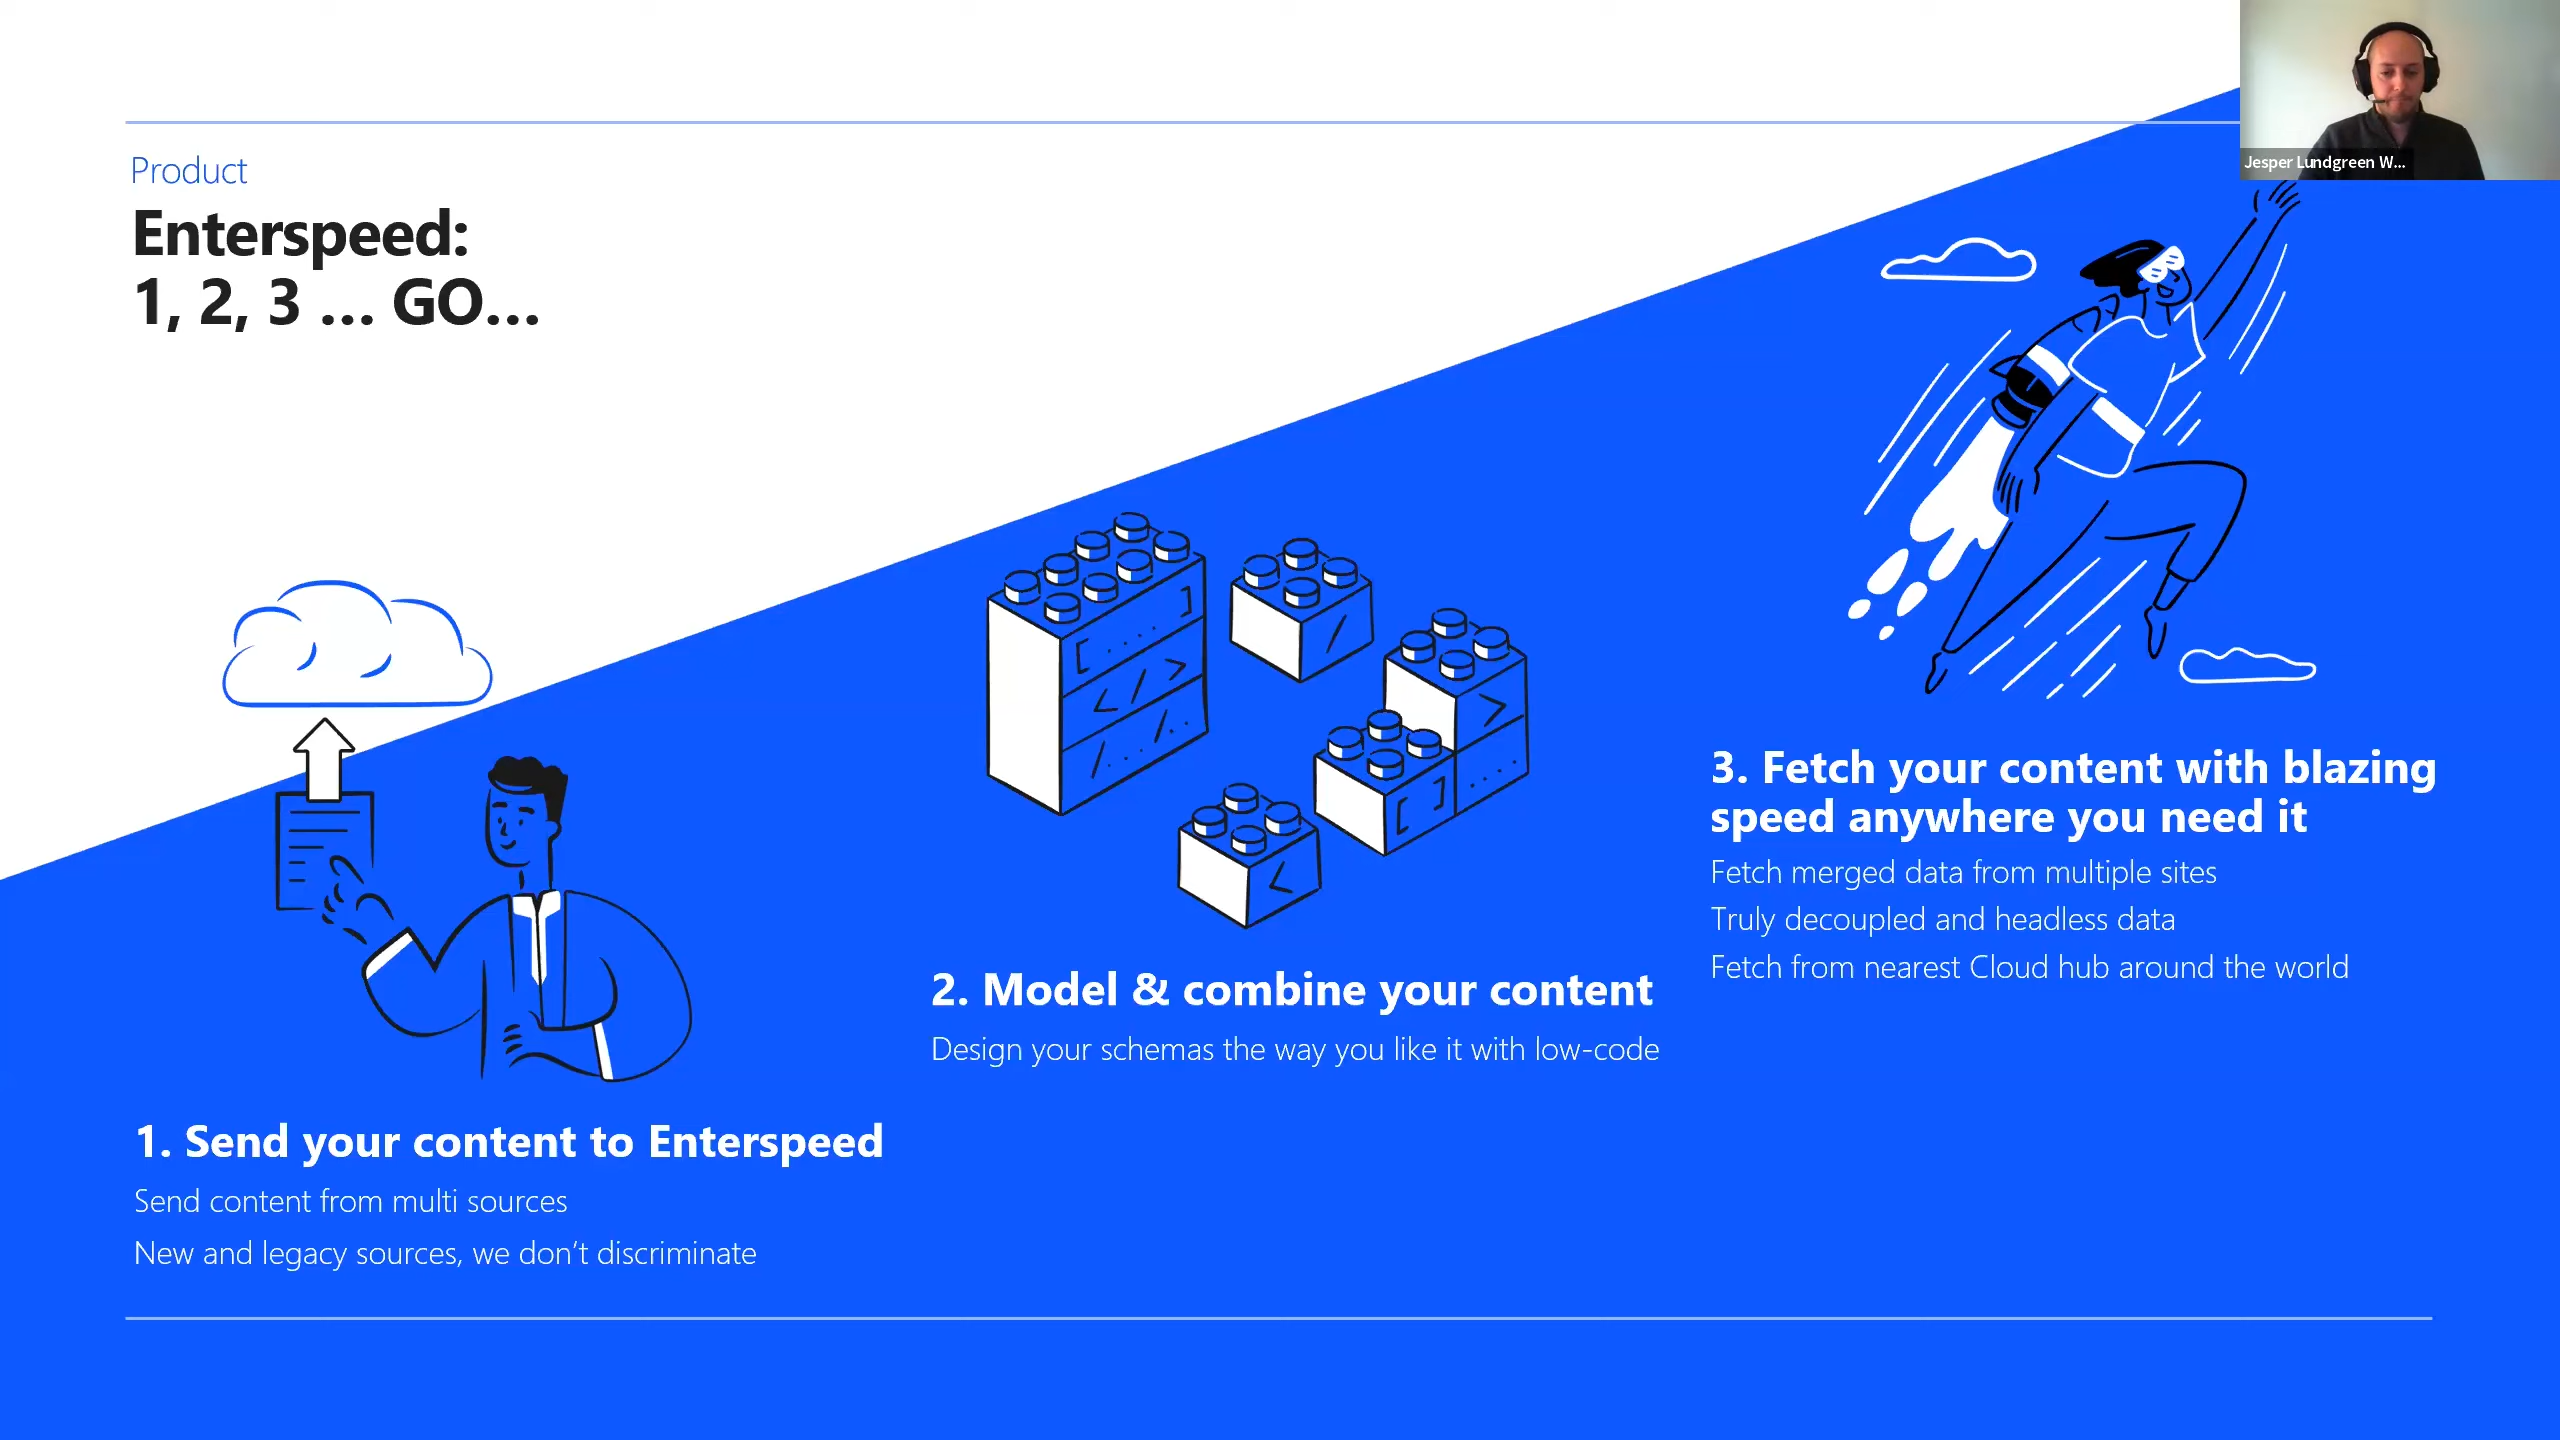 Product
Enterspeed:
1, 2, 3 ... GO...
Jesper Lundgreen W...
[ . . . . ]
< / >
/ . . / . .
/
>
[ ] . . . .
<
1. Send your content to Enterspeed
Send content from multi sources
New and legacy sources, we don’t discriminate
2. Model & combine your content
Design your schemas the way you like it with low-code
3. Fetch your content with blazing
speed anywhere you need it
Fetch merged data from multiple sites
Truly decoupled and headless data
Fetch from nearest Cloud hub around the world